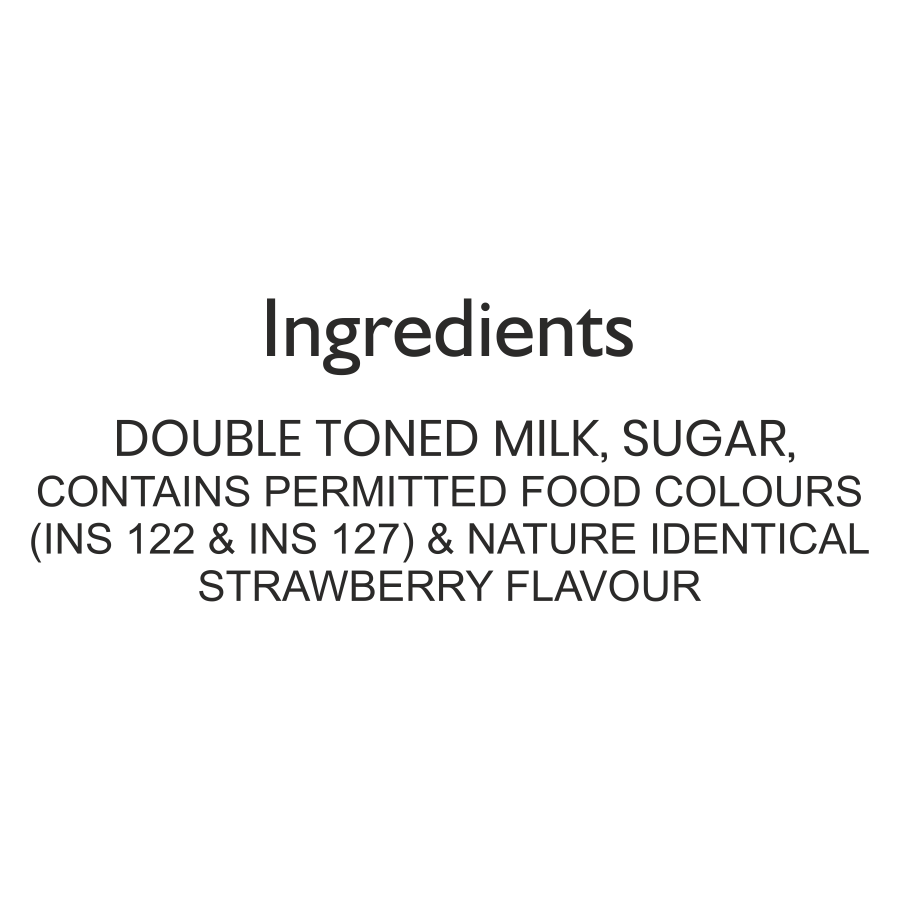 Ingredients
DOUBLE TONED MILK, SUGAR,
CONTAINS PERMITTED FOOD COLOURS
(INS 122 & INS 127) & NATURE IDENTICAL
STRAWBERRY FLAVOUR